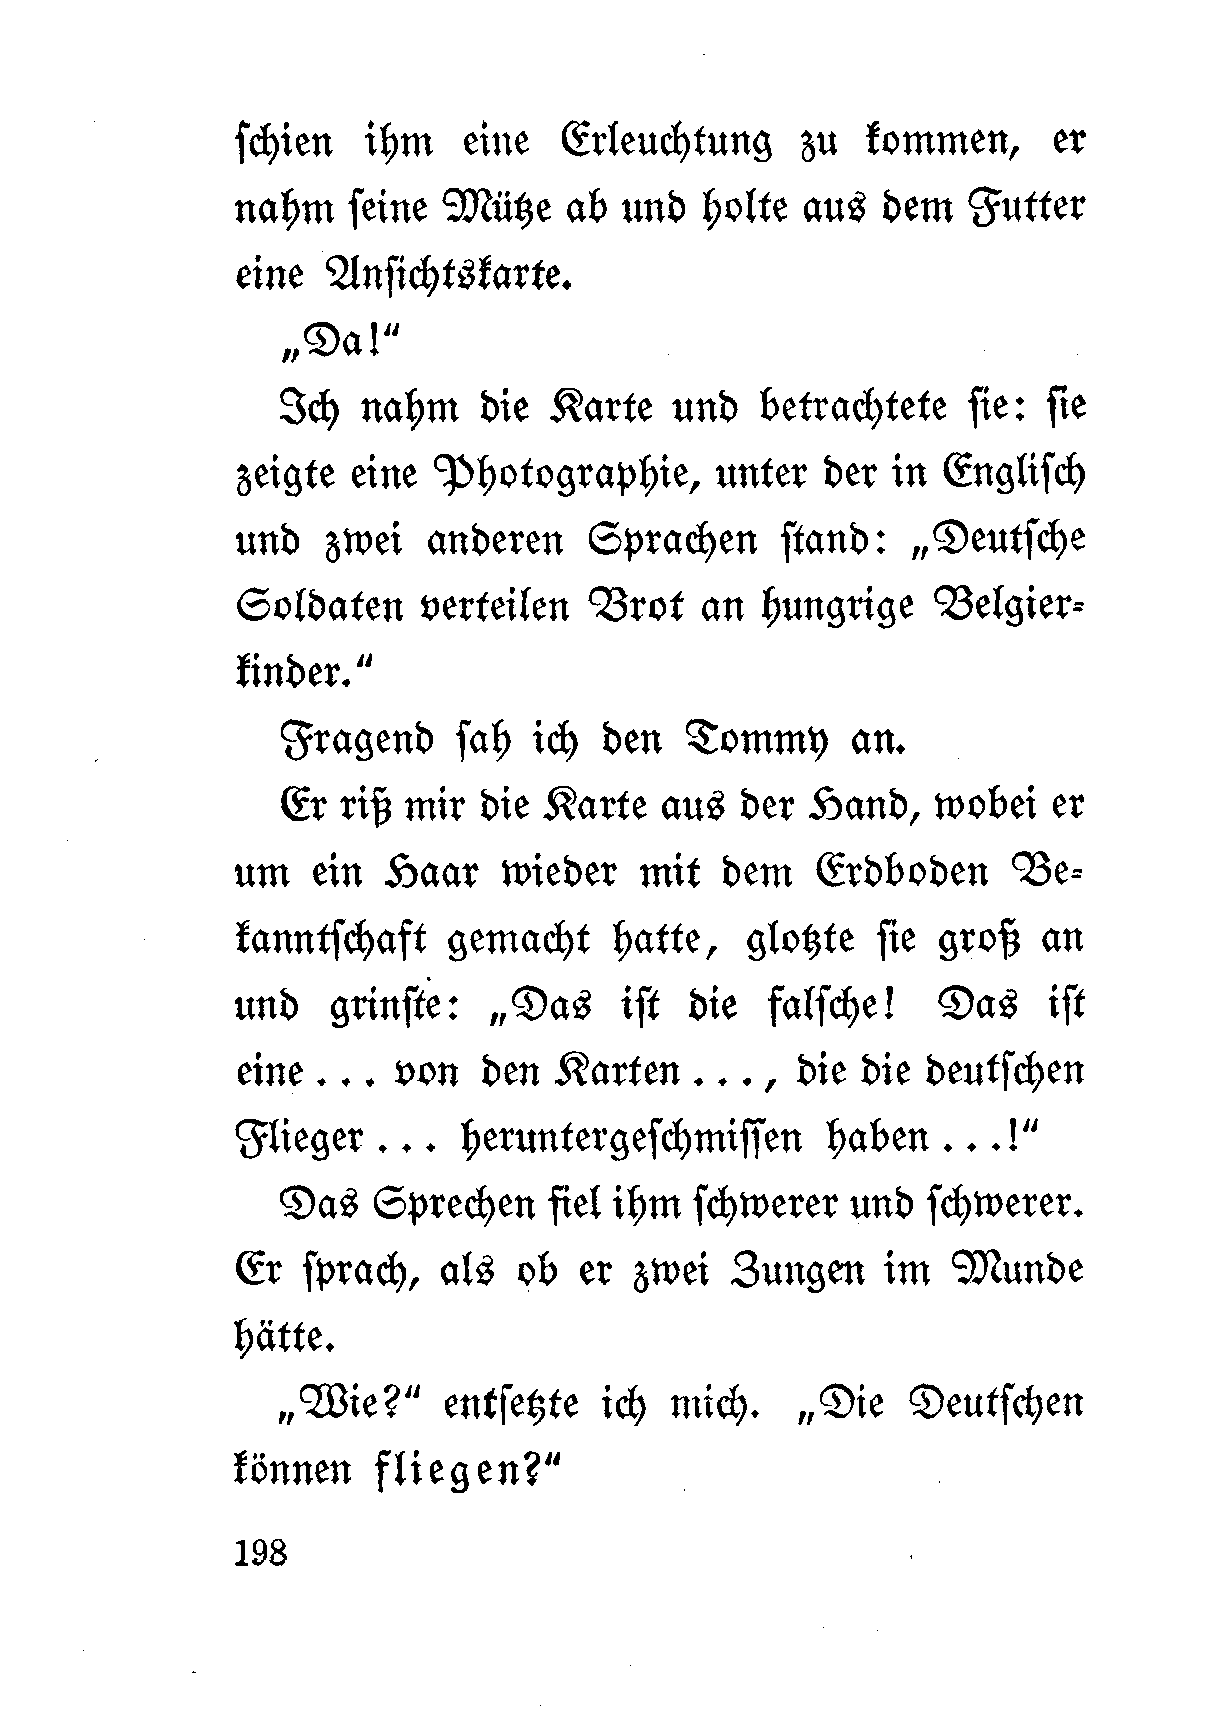 schien ihm eine Erleuchtung zu kommen, er
nahm seine Mütze ab und holte aus dem Futter
eine Ansichtskarte.
„Da!“
Ich nahm die Karte und betrachtete sie: sie
zeigte eine Photographie, unter der in Englisch
und zwei anderen Sprachen stand: „Deutsche
Soldaten verteilen Brot an hungrige Belgier-
kinder.“
Fragend sah ich den Tommy an.
Er riß mir die Karte aus der Hand, wobei er
um ein Haar wieder mit dem Erdboden Be-
kanntschaft gemacht hatte, glotzte sie groß an
und grinste: „Das ist die falsche! Das ist
eine . . . von den Karten . . ., die die deutschen
Flieger . . . heruntergeschmissen haben . . .!“
Das Sprechen fiel ihm schwerer und schwerer.
Er sprach, als ob er zwei Zungen im Munde
hätte.
„Wie?“ entsetzte ich mich. „Die Deutschen
können fliegen?“
198